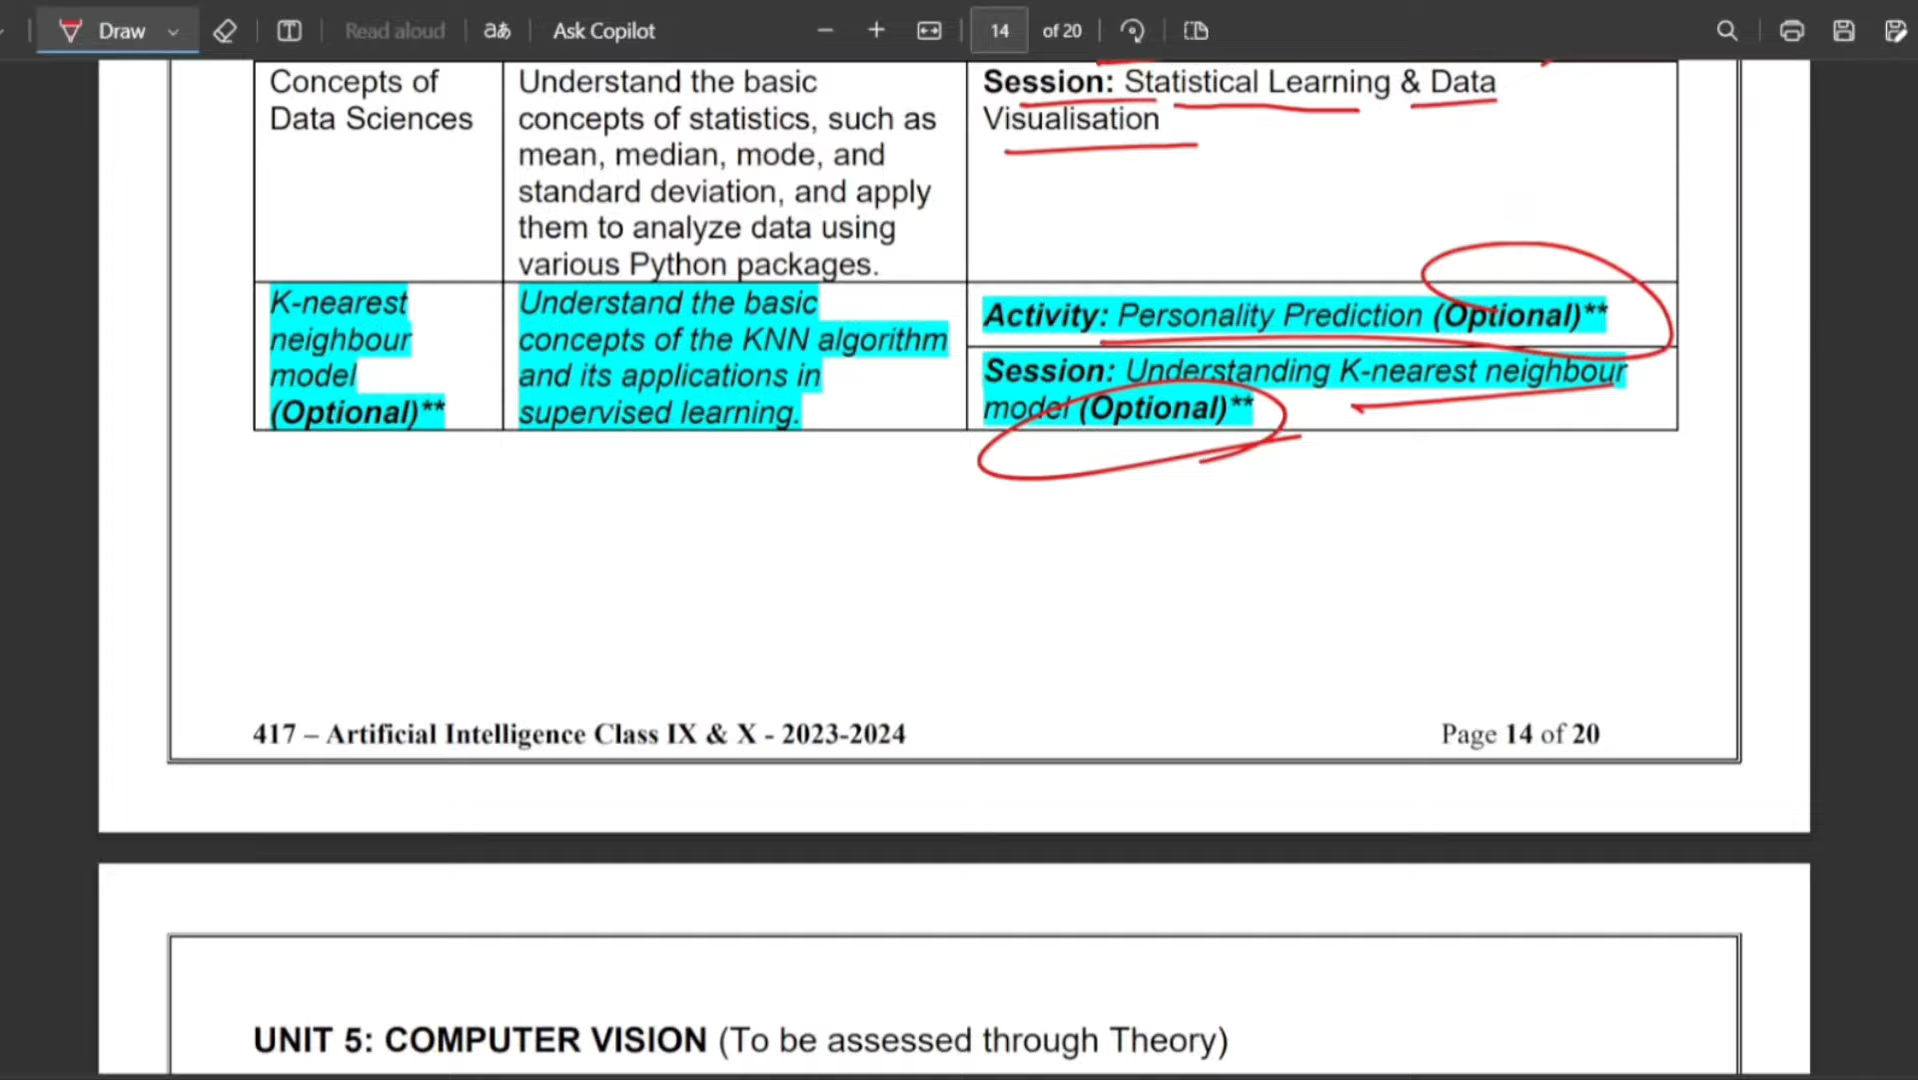 Draw
Read aloud
aあ
Ask Copilot
14 of 20
Concepts of
Data Sciences
Understand the basic
concepts of statistics, such as
mean, median, mode, and
standard deviation, and apply
them to analyze data using
various Python packages.
Session: Statistical Learning & Data
Visualisation
K-nearest
neighbour
model
(Optional)**
Understand the basic
concepts of the KNN algorithm
and its applications in
supervised learning.
Activity: Personality Prediction (Optional)**
Session: Understanding K-nearest neighbour
model (Optional)**
417 – Artificial Intelligence Class IX & X - 2023-2024
Page 14 of 20
UNIT 5: COMPUTER VISION (To be assessed through Theory)